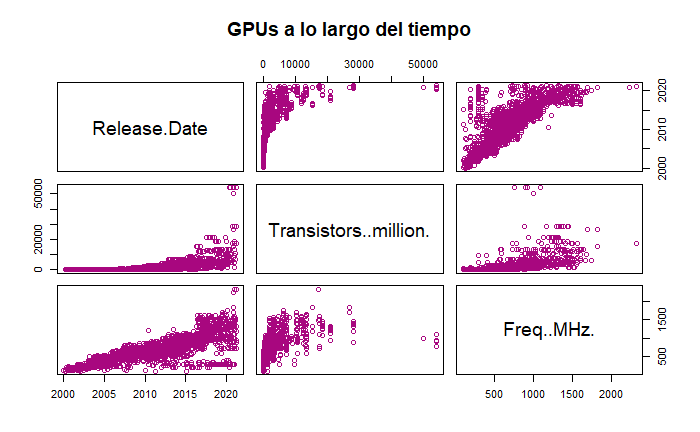 GPUs a lo largo del tiempo
0 10000 30000 50000
Release.Date
2000 2010 2020
0 20000 50000
Transistors..million.
Freq..MHz.
500 1500
2000 2005 2010 2015 2020
500 1000 1500 2000